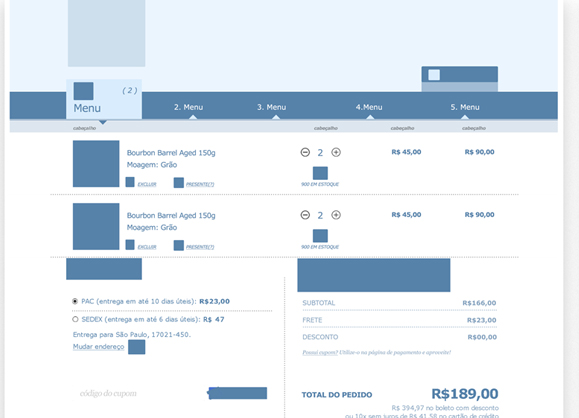 ( 2 )
Menu
2. Menu
3. Menu
4.Menu
5. Menu
cabeçalho
cabeçalho
cabeçalho
cabeçalho
Bourbon Barrel Aged 150g
Moagem: Grão
EXCLUIR
PRESENTE(?)
2
900 EM ESTOQUE
R$ 45,00
R$ 90,00
Bourbon Barrel Aged 150g
Moagem: Grão
EXCLUIR
PRESENTE(?)
2
900 EM ESTOQUE
R$ 45,00
R$ 90,00
PAC (entrega em até 10 dias úteis): R$23,00
SEDEX (entrega em até 6 dias úteis): R$ 47
Entrega para São Paulo, 17021-450.
Mudar endereço
código do cupom
SUBTOTAL R$166,00
FRETE R$23,00
DESCONTO R$00,00
Possui cupom? Utilize-o na página de pagamento e aproveite!
TOTAL DO PEDIDO R$189,00
R$ 394,97 no boleto com desconto
ou 10x sem juros de R$ 41,58 no cartão de crédito